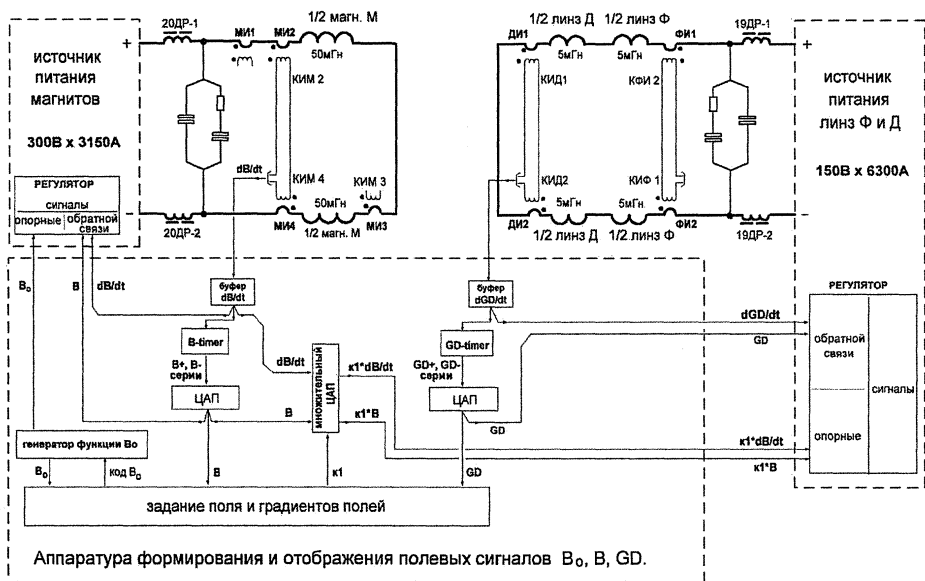 20ДР-1
1/2 магн. М
1/2 линз Д
1/2 линз Ф
19ДР-1
+
МИ1
МИ2
50мГн
ДИ1
5мГн
5мГн
ФИ1
+
ИСТОЧНИК
ПИТАНИЯ
МАГНИТОВ
300В х 3150А
КИМ 2
КИД1
КФИ 2
ИСТОЧНИК
ПИТАНИЯ
ЛИНЗ Ф и Д
150В х 6300А
dB/dt
КИМ 4
КИМ 3
КИД2
КИФ 1
РЕГУЛЯТОР
сигналы
опорные
обратной
связи
50мГн
5мГн
5мГн
20ДР-2
МИ4
1/2 магн. М
МИ3
ДИ2
1/2 линз Д
1/2 линз Ф
ФИ2
19ДР-2
B₀
B
dB/dt
буфер
dB/dt
буфер
dGD/dt
РЕГУЛЯТОР
B-timer
GD-timer
dGD/dt
GD
обратной
связи
сигналы
опорные
B+, B-
серии
dB/dt
множительный
ЦАП
к1*dB/dt
GD+, GD-
серии
ЦАП
ЦАП
B
к1*B
GD
генератор функции Bo
к1*dB/dt
к1*B
B₀
код B₀
B
к1
GD
задание поля и градиентов полей
Аппаратура формирования и отображения полевых сигналов B₀, B, GD.